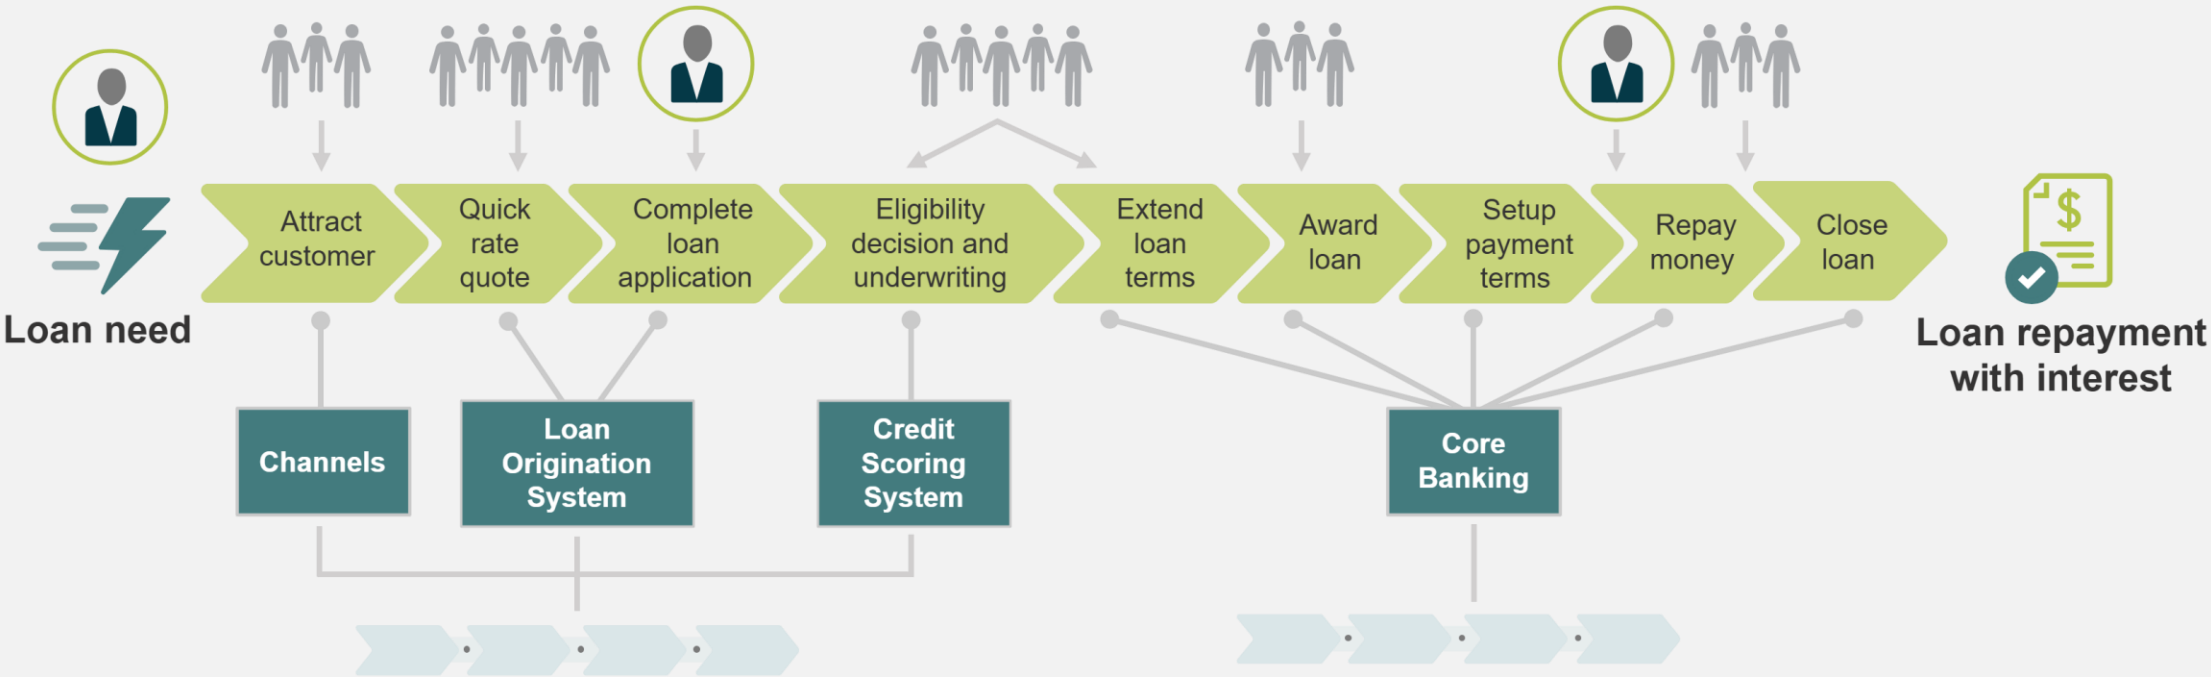 Loan need
Attract
customer
Quick
rate
quote
Complete
loan
application
Eligibility
decision and
underwriting
Extend
loan
terms
Award
loan
Setup
payment
terms
Repay
money
Close
loan
$
Loan repayment
with interest
Channels
Loan
Origination
System
Credit
Scoring
System
Core
Banking